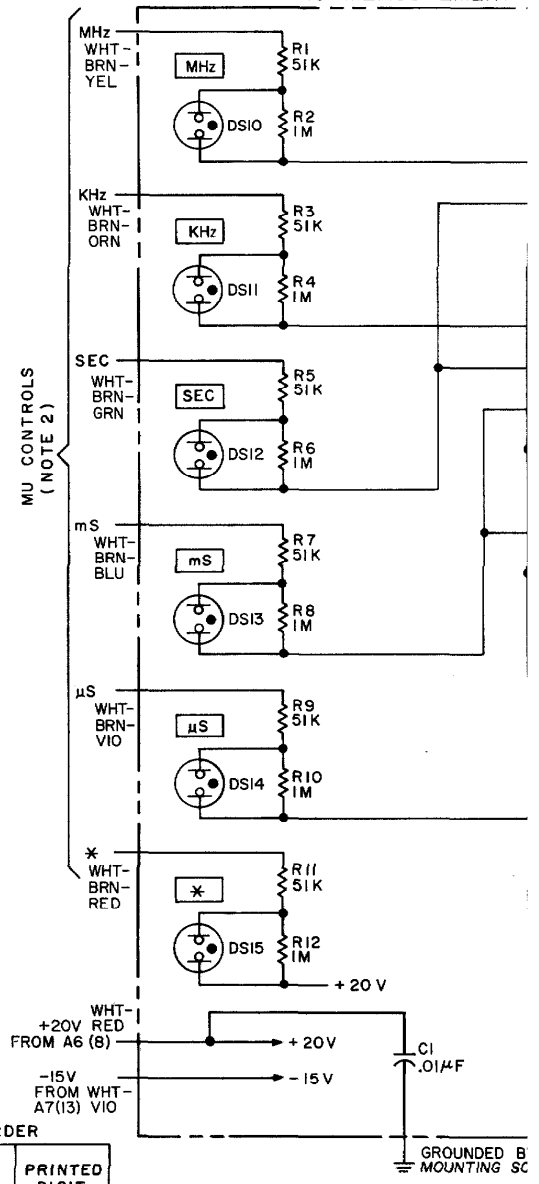 MHz
WHT-
BRN-
YEL
MHz
R1
51K
DS10
R2
1M
KHz
WHT-
BRN-
ORN
KHz
R3
51K
DS11
R4
1M
SEC
WHT-
BRN-
GRN
SEC
R5
51K
DS12
R6
1M
MU CONTROLS
(NOTE 2)
mS
WHT-
BRN-
BLU
mS
R7
51K
DS13
R8
1M
µS
WHT-
BRN-
VIO
µS
R9
51K
DS14
R10
1M
*
WHT-
BRN-
RED
*
R11
51K
DS15
R12
1M
+20V
WHT-
+20V RED
FROM A6(8)
+20V
C1
.01µF
-15V
FROM WHT-
A7(13) VIO
-15V
DER
GROUNDED B
MOUNTING SC
PRINTED